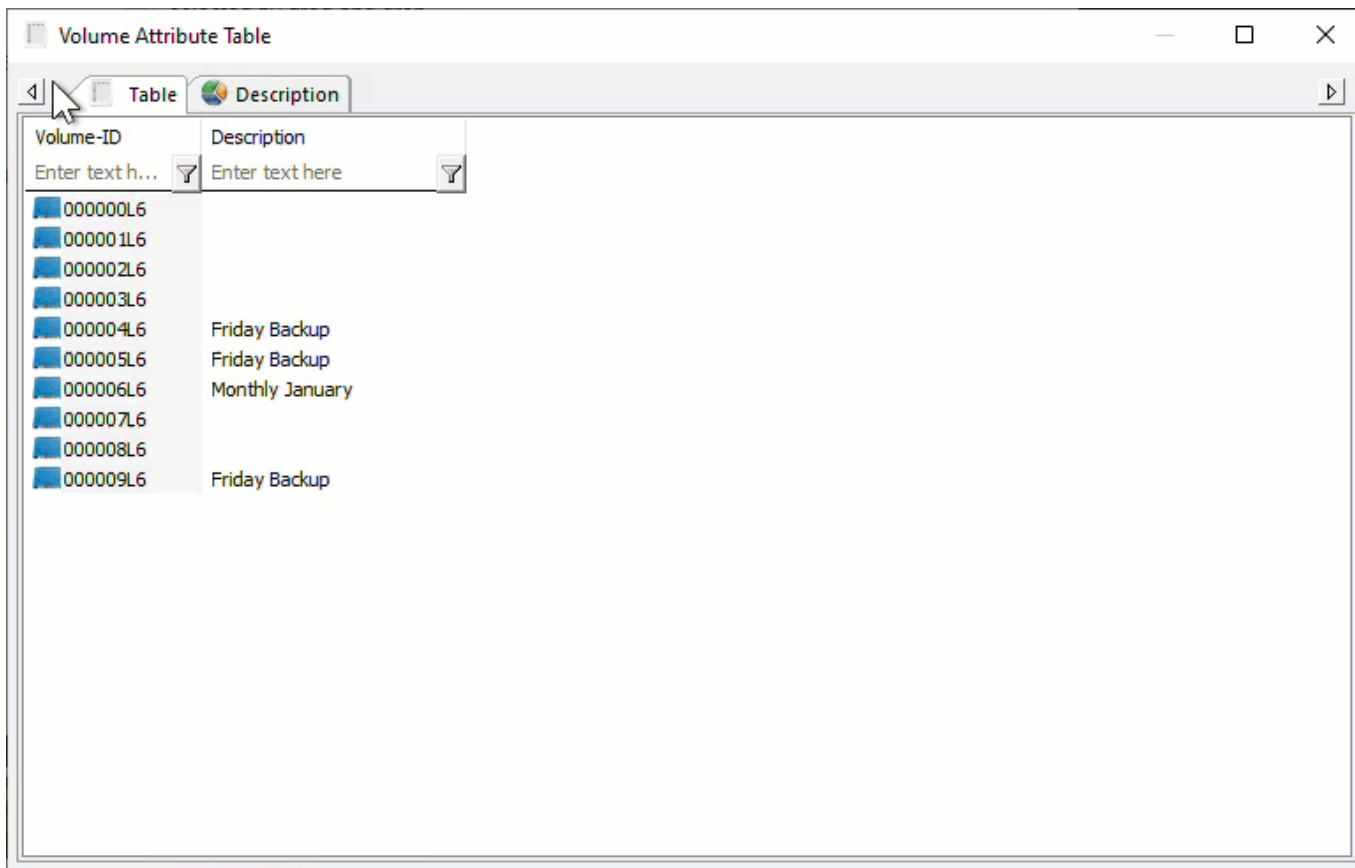 Volume Attribute Table
Table Description
Volume-ID Description
Enter text h... Enter text here
000000L6
000001L6
000002L6
000003L6
000004L6 Friday Backup
000005L6 Friday Backup
000006L6 Monthly January
000007L6
000008L6
000009L6 Friday Backup